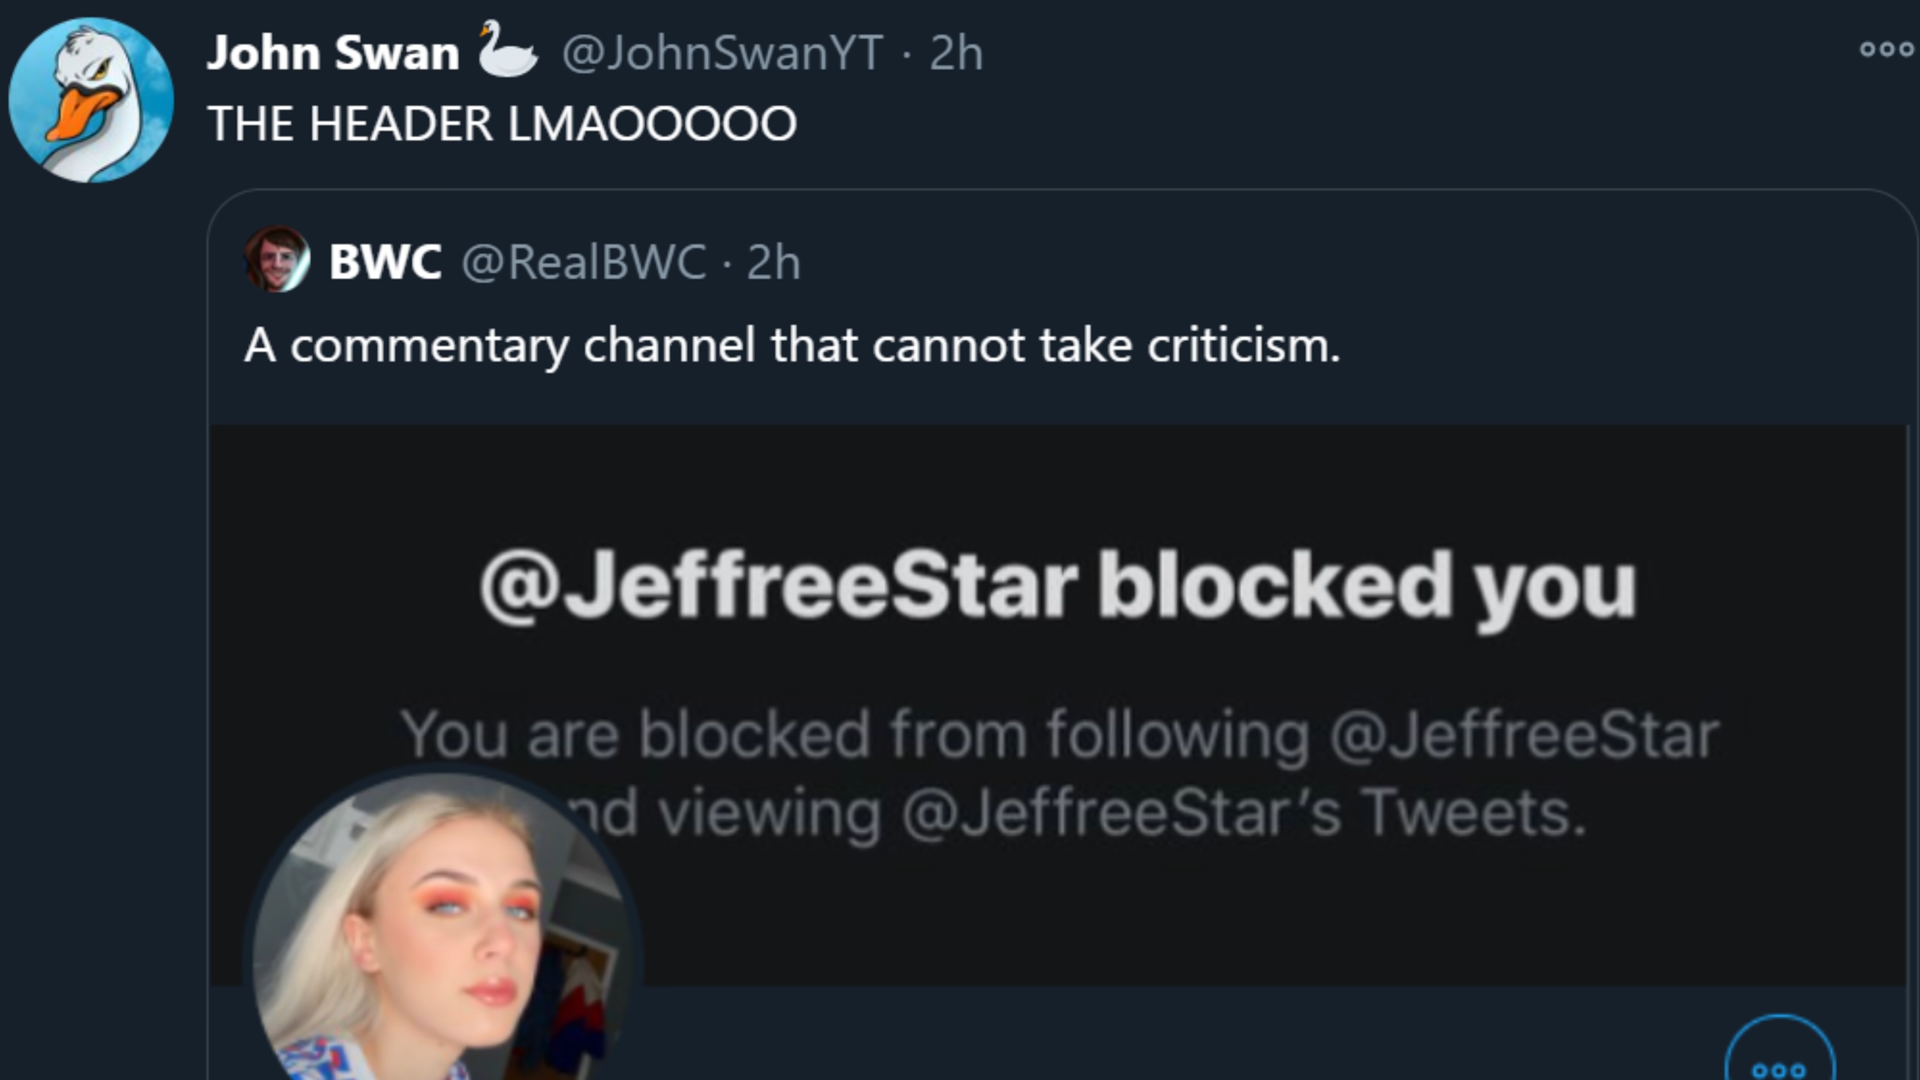 John Swan 🦢 @JohnSwanYT · 2h
THE HEADER LMAOOOOO
BWC @RealBWC · 2h
A commentary channel that cannot take criticism.
@JeffreeStar blocked you
You are blocked from following @JeffreeStar
nd viewing @JeffreeStar’s Tweets.